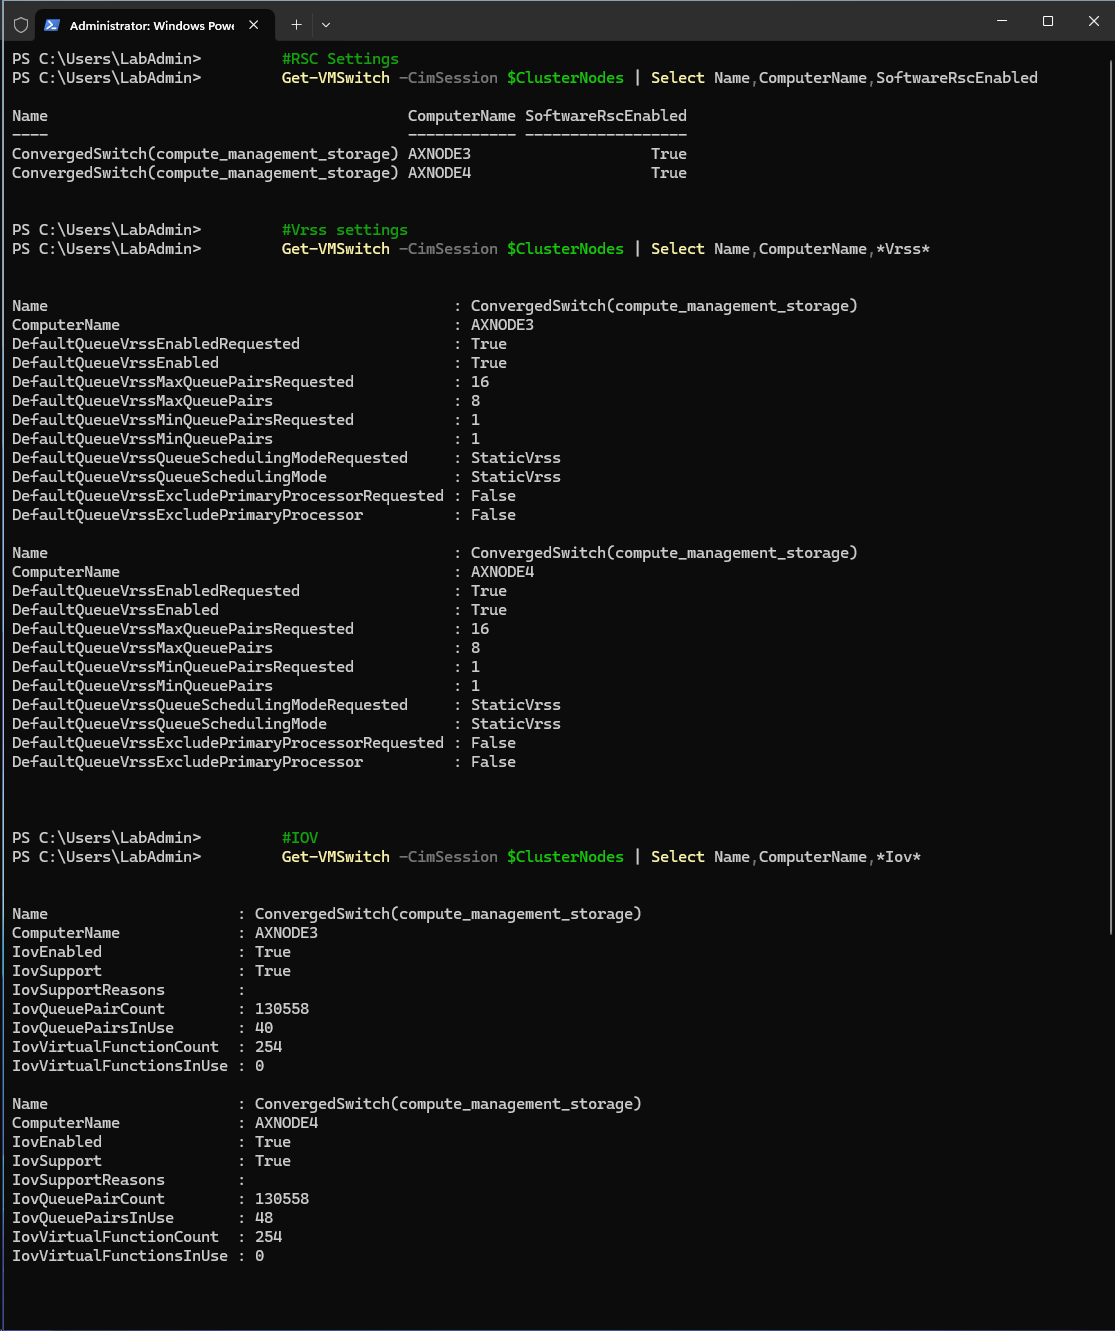 Administrator: Windows Powe
PS C:\Users\LabAdmin>         #RSC Settings
PS C:\Users\LabAdmin>         Get-VMSwitch -CimSession $ClusterNodes | Select Name,ComputerName,SoftwareRscEnabled
Name                                        ComputerName SoftwareRscEnabled
----                                        ------------ ------------------
ConvergedSwitch(compute_management_storage) AXNODE3                    True
ConvergedSwitch(compute_management_storage) AXNODE4                    True
PS C:\Users\LabAdmin>         #Vrss settings
PS C:\Users\LabAdmin>         Get-VMSwitch -CimSession $ClusterNodes | Select Name,ComputerName,*Vrss*
Name                                             : ConvergedSwitch(compute_management_storage)
ComputerName                                     : AXNODE3
DefaultQueueVrssEnabledRequested                 : True
DefaultQueueVrssEnabled                          : True
DefaultQueueVrssMaxQueuePairsRequested           : 16
DefaultQueueVrssMaxQueuePairs                    : 8
DefaultQueueVrssMinQueuePairsRequested           : 1
DefaultQueueVrssMinQueuePairs                    : 1
DefaultQueueVrssQueueSchedulingModeRequested     : StaticVrss
DefaultQueueVrssQueueSchedulingMode              : StaticVrss
DefaultQueueVrssExcludePrimaryProcessorRequested : False
DefaultQueueVrssExcludePrimaryProcessor          : False
Name                                             : ConvergedSwitch(compute_management_storage)
ComputerName                                     : AXNODE4
DefaultQueueVrssEnabledRequested                 : True
DefaultQueueVrssEnabled                          : True
DefaultQueueVrssMaxQueuePairsRequested           : 16
DefaultQueueVrssMaxQueuePairs                    : 8
DefaultQueueVrssMinQueuePairsRequested           : 1
DefaultQueueVrssMinQueuePairs                    : 1
DefaultQueueVrssQueueSchedulingModeRequested     : StaticVrss
DefaultQueueVrssQueueSchedulingMode              : StaticVrss
DefaultQueueVrssExcludePrimaryProcessorRequested : False
DefaultQueueVrssExcludePrimaryProcessor          : False
PS C:\Users\LabAdmin>         #IOV
PS C:\Users\LabAdmin>         Get-VMSwitch -CimSession $ClusterNodes | Select Name,ComputerName,*Iov*
Name                     : ConvergedSwitch(compute_management_storage)
ComputerName             : AXNODE3
IovEnabled               : True
IovSupport               : True
IovSupportReasons        :
IovQueuePairCount        : 130558
IovQueuePairsInUse       : 40
IovVirtualFunctionCount  : 254
IovVirtualFunctionsInUse : 0
Name                     : ConvergedSwitch(compute_management_storage)
ComputerName             : AXNODE4
IovEnabled               : True
IovSupport               : True
IovSupportReasons        :
IovQueuePairCount        : 130558
IovQueuePairsInUse       : 48
IovVirtualFunctionCount  : 254
IovVirtualFunctionsInUse : 0